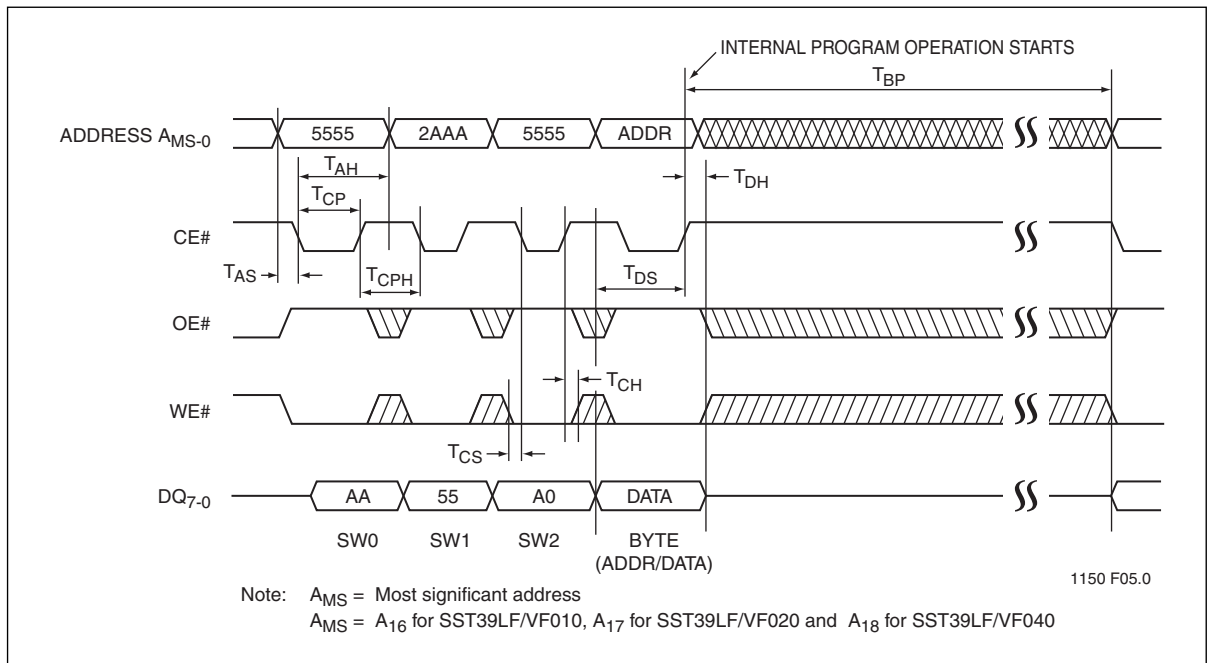 INTERNAL PROGRAM OPERATION STARTS
TBP
ADDRESS AMS-0
5555
2AAA
5555
ADDR
TAH
TDH
TCP
CE#
TAS
TCPH
TDS
OE#
TCH
WE#
TCS
DQ7-0
AA
55
A0
DATA
SW0
SW1
SW2
BYTE
(ADDR/DATA)
1150 F05.0
Note: AMS = Most significant address
AMS = A16 for SST39LF/VF010, A17 for SST39LF/VF020 and A18 for SST39LF/VF040